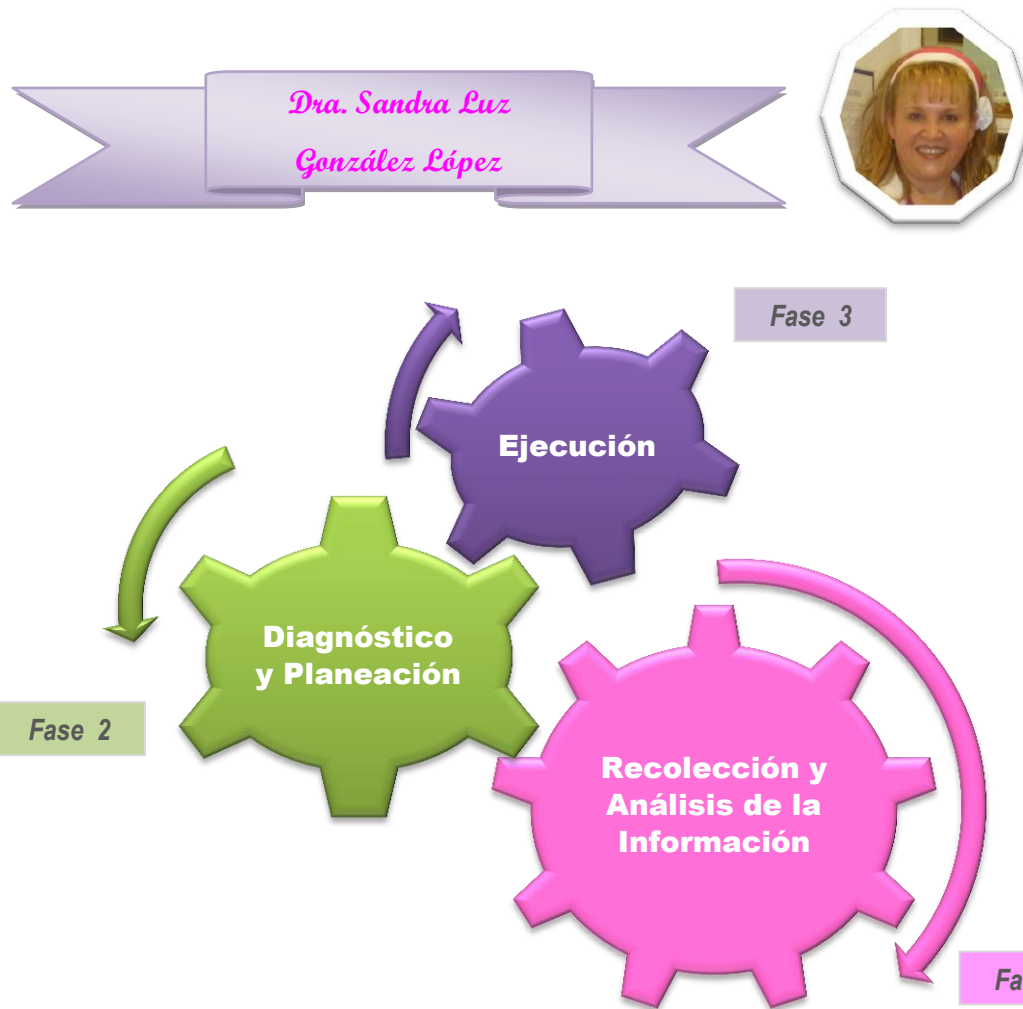 Dra. Sandra Luz
González López
Fase 3
Ejecución
Diagnóstico
y Planeación
Fase 2
Recolección y
Análisis de la
Información